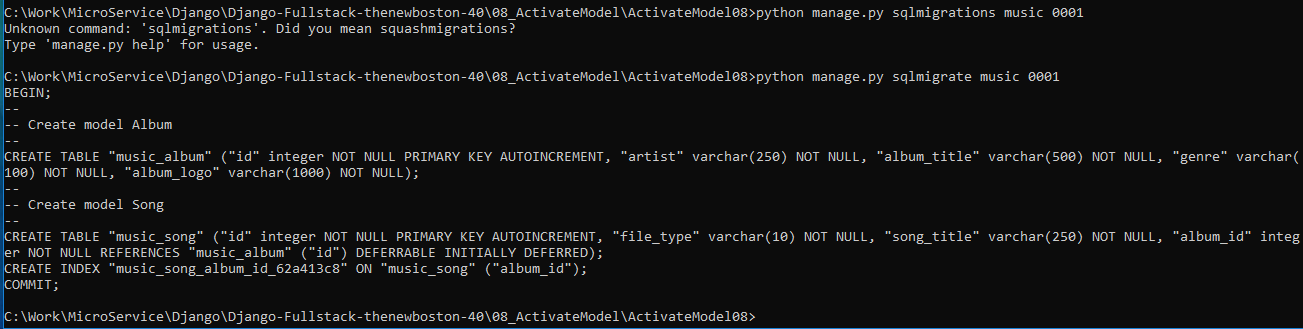 C:\Work\MicroService\Django\Django-Fullstack-thenewboston-40\08_ActivateModel\ActivateModel08>python manage.py sqlmigrations music 0001
Unknown command: 'sqlmigrations'. Did you mean squashmigrations?
Type 'manage.py help' for usage.
C:\Work\MicroService\Django\Django-Fullstack-thenewboston-40\08_ActivateModel\ActivateModel08>python manage.py sqlmigrate music 0001
BEGIN;
--
-- Create model Album
--
CREATE TABLE "music_album" ("id" integer NOT NULL PRIMARY KEY AUTOINCREMENT, "artist" varchar(250) NOT NULL, "album_title" varchar(500) NOT NULL, "genre" varchar(
100) NOT NULL, "album_logo" varchar(1000) NOT NULL);
--
-- Create model Song
--
CREATE TABLE "music_song" ("id" integer NOT NULL PRIMARY KEY AUTOINCREMENT, "file_type" varchar(10) NOT NULL, "song_title" varchar(250) NOT NULL, "album_id" integ
er NOT NULL REFERENCES "music_album" ("id") DEFERRABLE INITIALLY DEFERRED);
CREATE INDEX "music_song_album_id_62a413c8" ON "music_song" ("album_id");
COMMIT;
C:\Work\MicroService\Django\Django-Fullstack-thenewboston-40\08_ActivateModel\ActivateModel08>